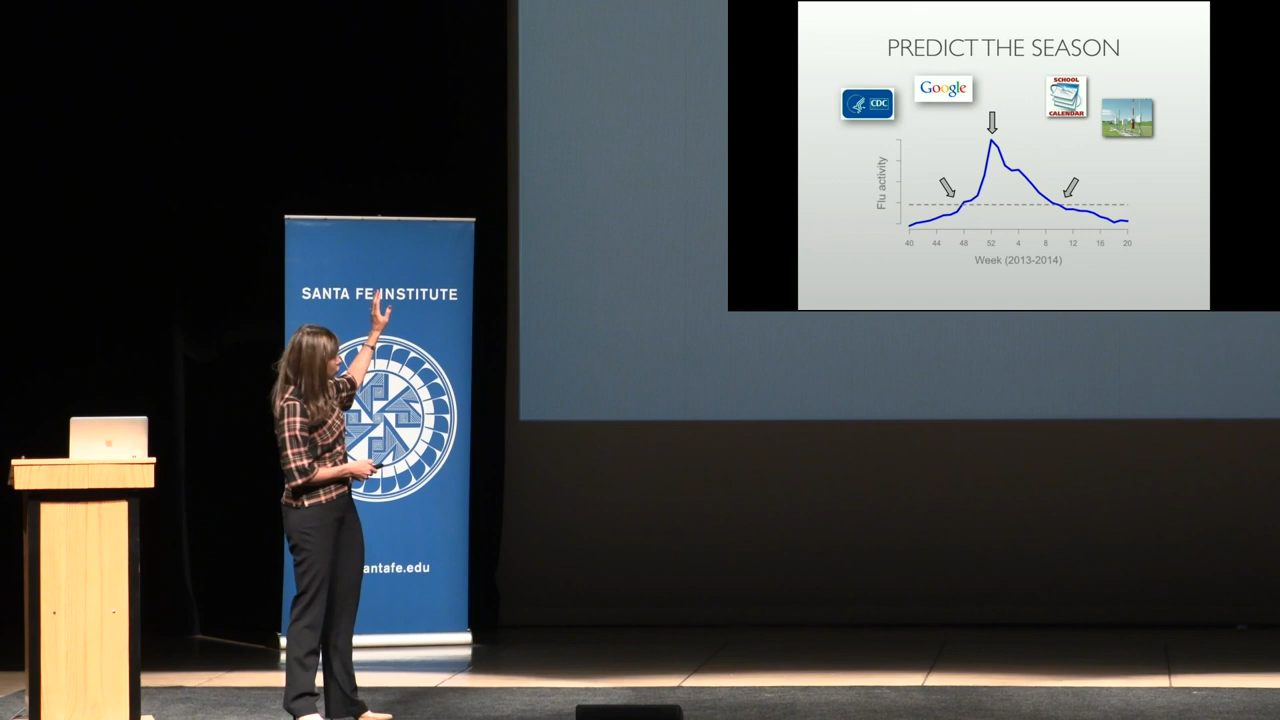 PREDICT THE SEASON
CDC
Google
SCHOOL
CALENDAR
Flu activity
40 44 48 52 4 8 12 16 20
Week (2013-2014)
SANTA FE INSTITUTE
antafe.edu